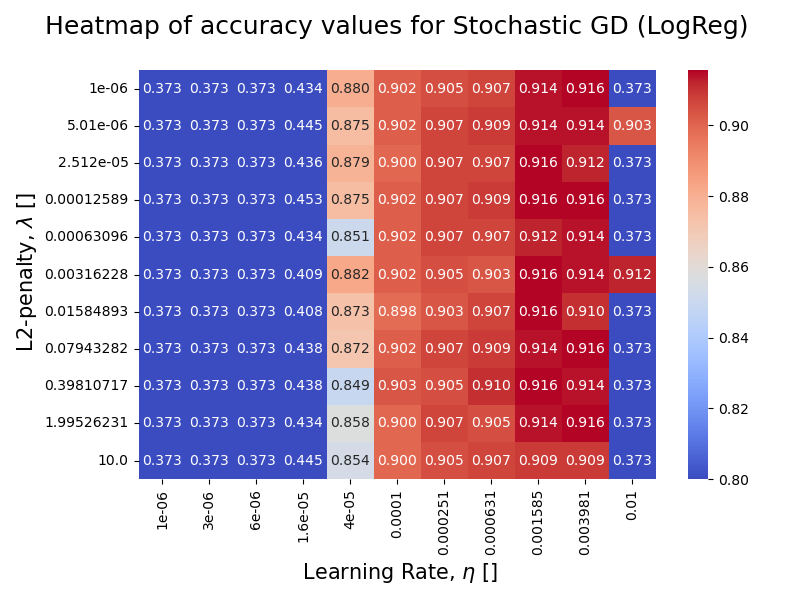 Heatmap of accuracy values for Stochastic GD (LogReg)
L2-penalty, λ []
1e-06 0.373 0.373 0.373 0.434 0.880 0.902 0.905 0.907 0.914 0.916 0.373
5.01e-06 0.373 0.373 0.373 0.445 0.875 0.902 0.907 0.909 0.914 0.914 0.903
2.512e-05 0.373 0.373 0.373 0.436 0.879 0.900 0.907 0.907 0.916 0.912 0.373
0.00012589 0.373 0.373 0.373 0.453 0.875 0.902 0.907 0.909 0.916 0.916 0.373
0.00063096 0.373 0.373 0.373 0.434 0.851 0.902 0.907 0.907 0.912 0.914 0.373
0.00316228 0.373 0.373 0.373 0.409 0.882 0.902 0.905 0.903 0.916 0.914 0.912
0.01584893 0.373 0.373 0.373 0.408 0.873 0.898 0.903 0.907 0.916 0.910 0.373
0.07943282 0.373 0.373 0.373 0.438 0.872 0.902 0.907 0.909 0.914 0.916 0.373
0.39810717 0.373 0.373 0.373 0.438 0.849 0.903 0.905 0.910 0.916 0.914 0.373
1.99526231 0.373 0.373 0.373 0.434 0.858 0.900 0.907 0.905 0.914 0.916 0.373
10.0 0.373 0.373 0.373 0.445 0.854 0.900 0.905 0.907 0.909 0.909 0.373
1e-06 3e-06 6e-06 1.6e-05 4e-05 0.0001 0.000251 0.000631 0.001585 0.003981 0.01
Learning Rate, η []
0.90
0.88
0.86
0.84
0.82
0.80